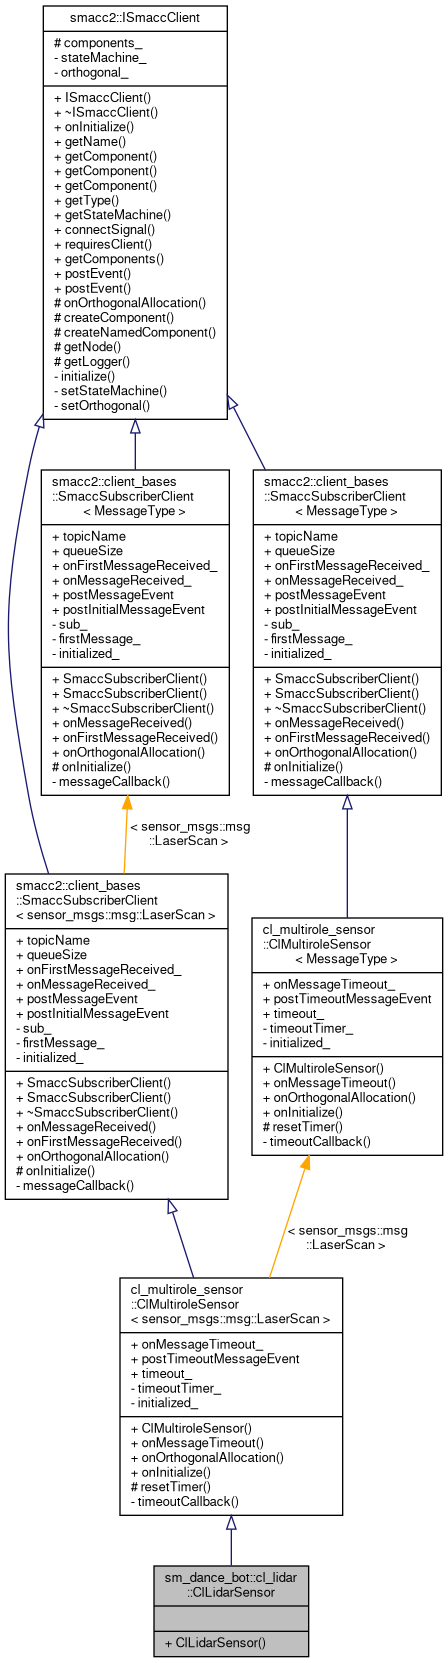 smacc2::ISmaccClient
# components_
- stateMachine_
- orthogonal_
+ ISmaccClient()
+ ~ISmaccClient()
+ onInitialize()
+ getName()
+ getComponent()
+ getComponent()
+ getComponent()
+ getType()
+ getStateMachine()
+ connectSignal()
+ requiresClient()
+ getComponents()
+ postEvent()
+ postEvent()
# onOrthogonalAllocation()
# createComponent()
# createNamedComponent()
# getNode()
# getLogger()
- initialize()
- setStateMachine()
- setOrthogonal()
smacc2::client_bases
::SmaccSubscriberClient
< MessageType >
+ topicName
+ queueSize
+ onFirstMessageReceived_
+ onMessageReceived_
+ postMessageEvent
+ postInitialMessageEvent
- sub_
- firstMessage_
- initialized_
+ SmaccSubscriberClient()
+ SmaccSubscriberClient()
+ ~SmaccSubscriberClient()
+ onMessageReceived()
+ onFirstMessageReceived()
+ onOrthogonalAllocation()
# onInitialize()
- messageCallback()
smacc2::client_bases
::SmaccSubscriberClient
< MessageType >
+ topicName
+ queueSize
+ onFirstMessageReceived_
+ onMessageReceived_
+ postMessageEvent
+ postInitialMessageEvent
- sub_
- firstMessage_
- initialized_
+ SmaccSubscriberClient()
+ SmaccSubscriberClient()
+ ~SmaccSubscriberClient()
+ onMessageReceived()
+ onFirstMessageReceived()
+ onOrthogonalAllocation()
# onInitialize()
- messageCallback()
< sensor_msgs::msg
::LaserScan >
smacc2::client_bases
::SmaccSubscriberClient
< sensor_msgs::msg::LaserScan >
+ topicName
+ queueSize
+ onFirstMessageReceived_
+ onMessageReceived_
+ postMessageEvent
+ postInitialMessageEvent
- sub_
- firstMessage_
- initialized_
+ SmaccSubscriberClient()
+ SmaccSubscriberClient()
+ ~SmaccSubscriberClient()
+ onMessageReceived()
+ onFirstMessageReceived()
+ onOrthogonalAllocation()
# onInitialize()
- messageCallback()
cl_multirole_sensor
::ClMultiroleSensor
< MessageType >
+ onMessageTimeout_
+ postTimeoutMessageEvent
+ timeout_
- timeoutTimer_
- initialized_
+ ClMultiroleSensor()
+ onMessageTimeout()
+ onOrthogonalAllocation()
+ onInitialize()
# resetTimer()
- timeoutCallback()
< sensor_msgs::msg
::LaserScan >
cl_multirole_sensor
::ClMultiroleSensor
< sensor_msgs::msg::LaserScan >
+ onMessageTimeout_
+ postTimeoutMessageEvent
+ timeout_
- timeoutTimer_
- initialized_
+ ClMultiroleSensor()
+ onMessageTimeout()
+ onOrthogonalAllocation()
+ onInitialize()
# resetTimer()
- timeoutCallback()
sm_dance_bot::cl_lidar
::ClLidarSensor
+ ClLidarSensor()